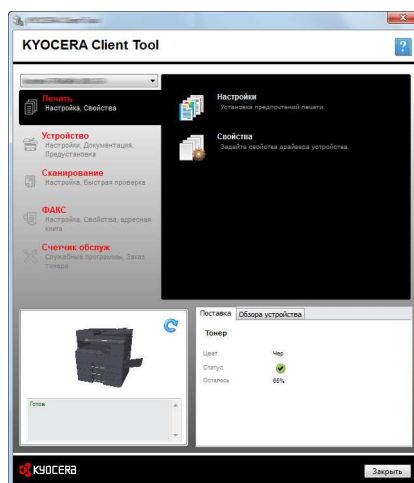 KYOCERA Client Tool
?
Печать
Настройка, Свойства
Устройство
Настройки, Документация,
Предустановка
Сканирование
Настройка, Быстрая проверка
ФАКС
Настройка, Свойства, адресная
книга
Счетчик обслуж
Служебные программы, Заказ
тонера
Настройки
Установка предпочтений печати.
Свойства
Задайте свойства драйвера устройства.
Готов
Поставка
Обзора устройства
Тонер
Цвет Чер
Статус
Осталось 65%
KYOCERA
Закрыть